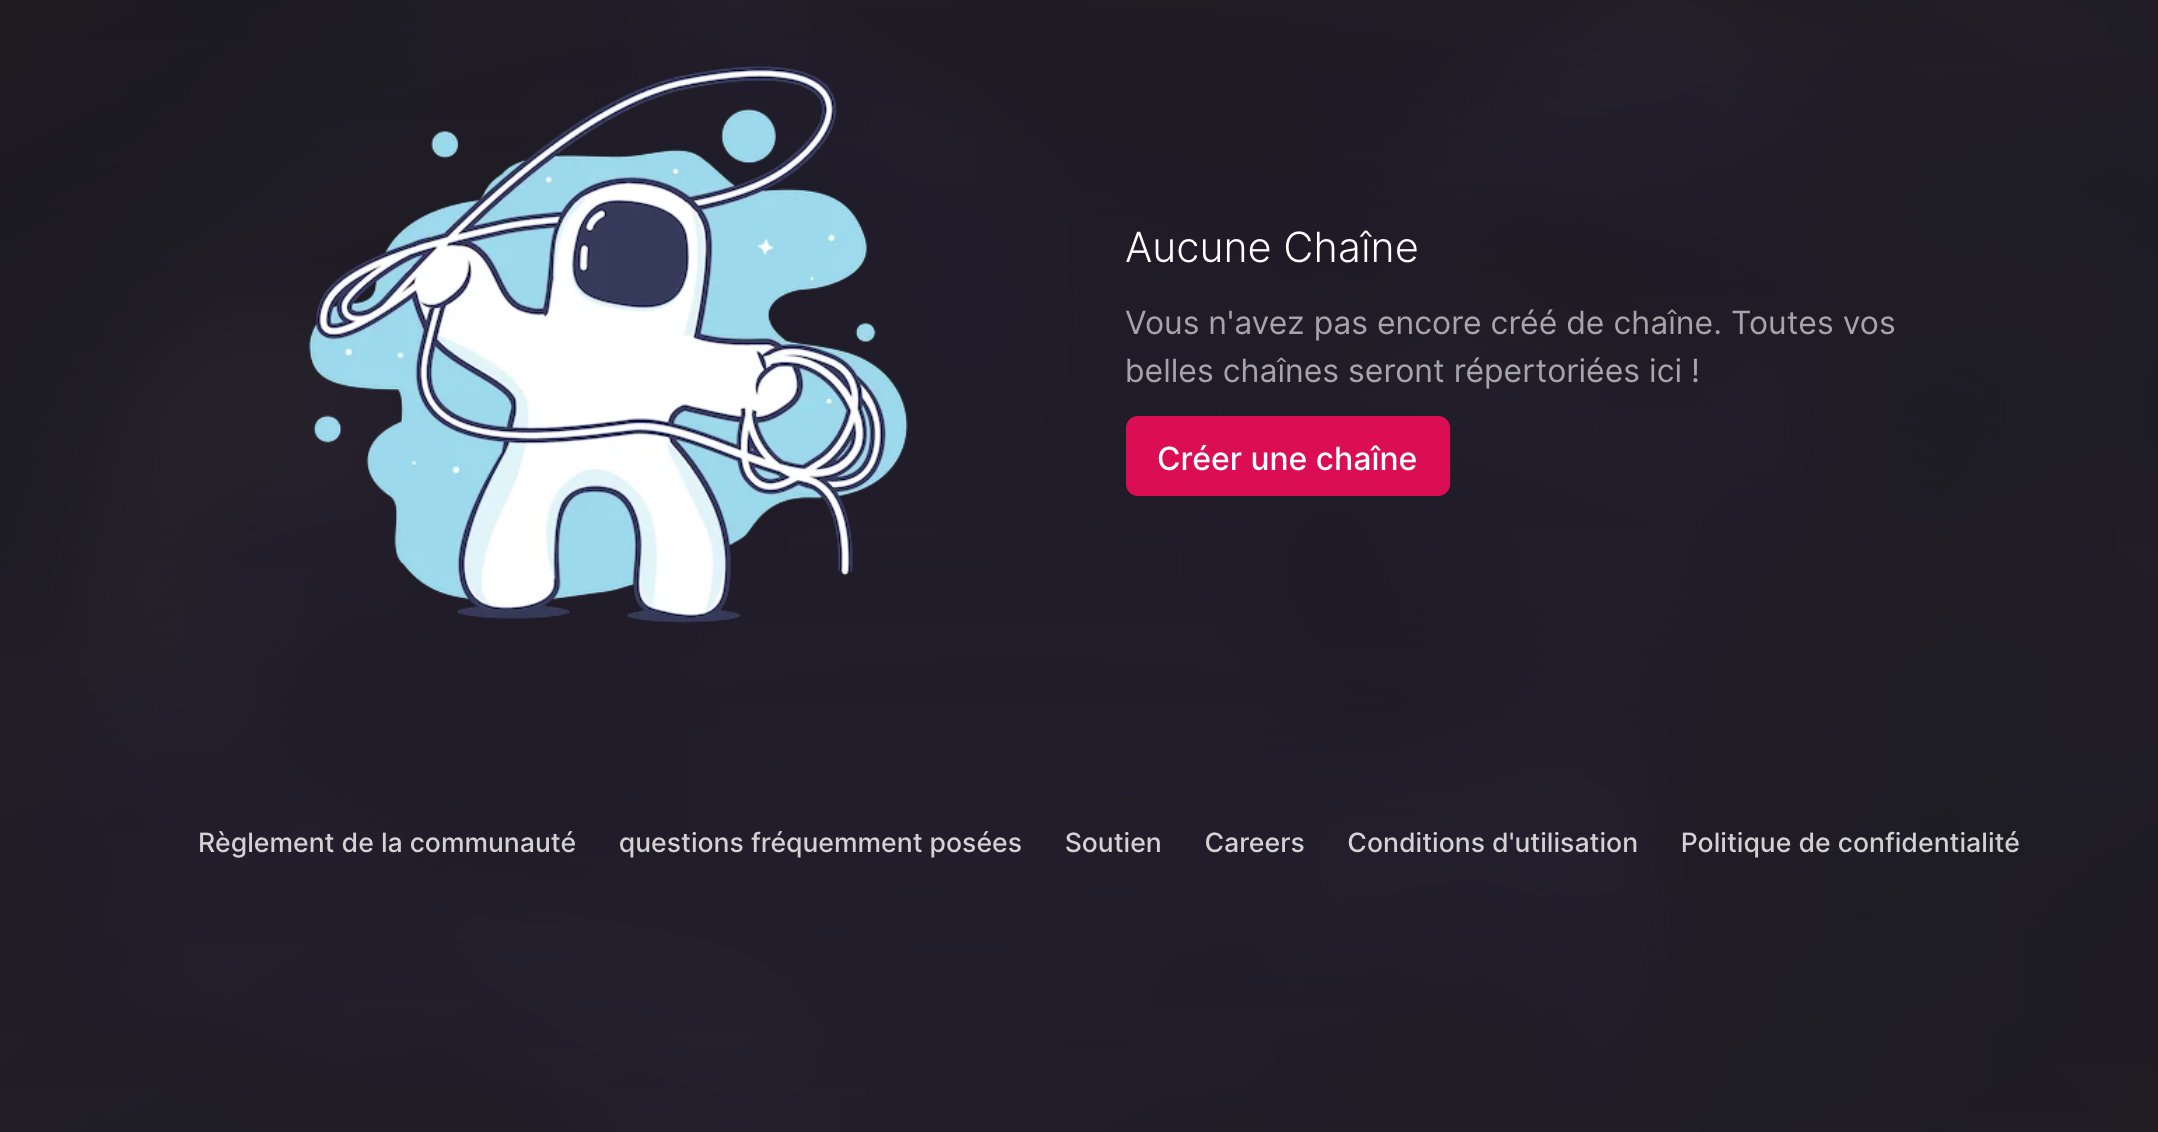 Aucune Chaîne
Vous n'avez pas encore créé de chaîne. Toutes vos
belles chaînes seront répertoriées ici !
Créer une chaîne
Règlement de la communauté questions fréquemment posées Soutien Careers Conditions d'utilisation Politique de confidentialité